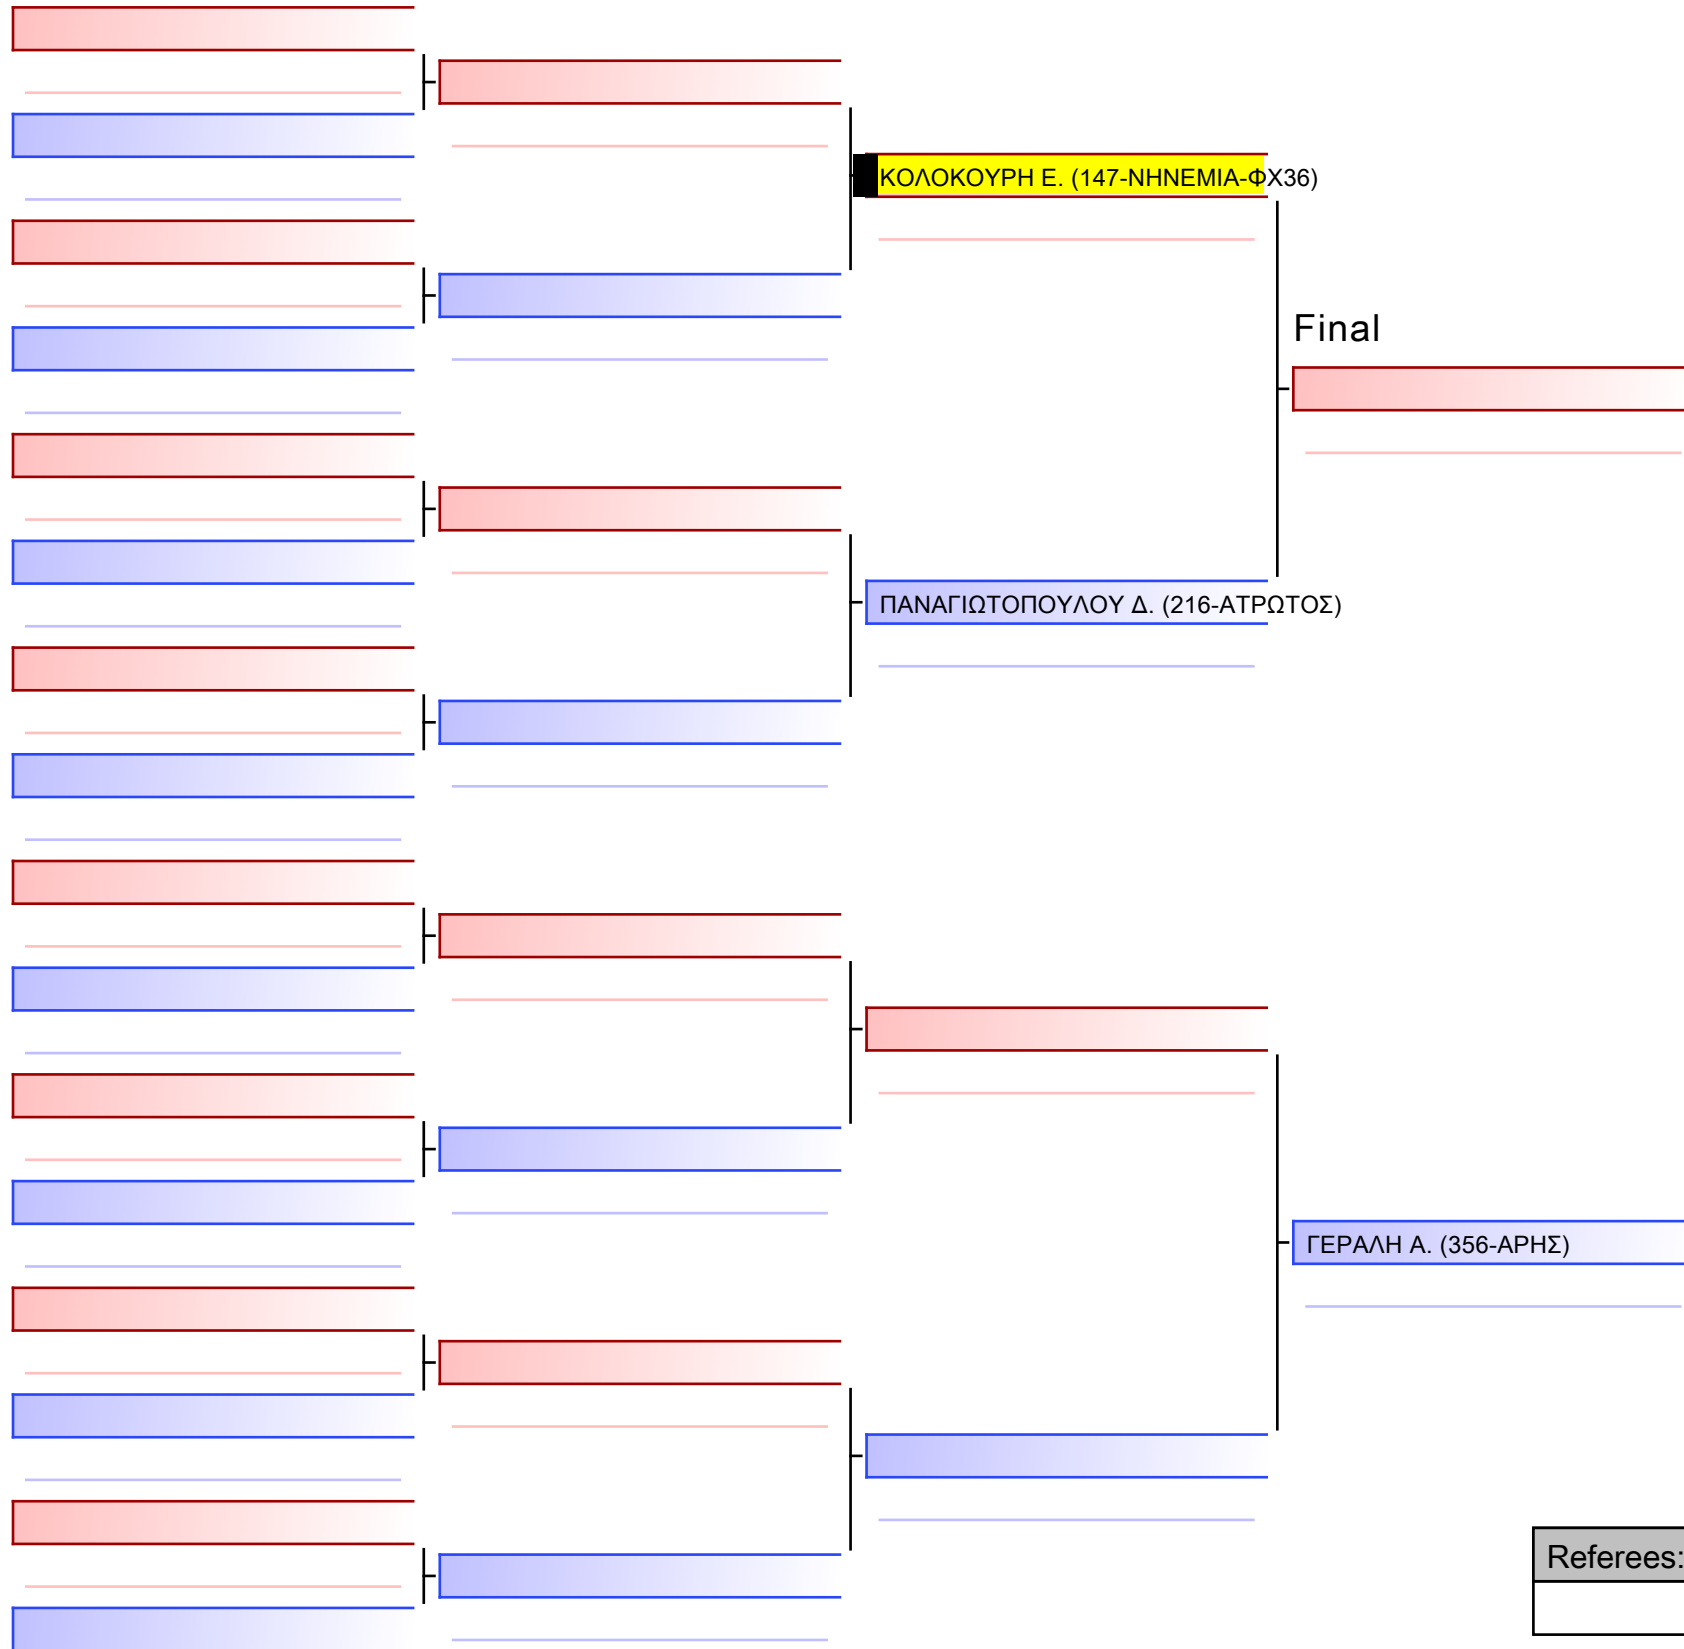 ΚΟΛΟΚΟΥΡΗ Ε. (147-ΝΗΝΕΜΙΑ-ΦΧ36)
Final
ΠΑΝΑΓΙΩΤΟΠΟΥΛΟΥ Δ. (216-ΑΤΡΩΤΟΣ)
ΓΕΡΑΛΗ Α. (356-ΑΡΗΣ)
Referees: